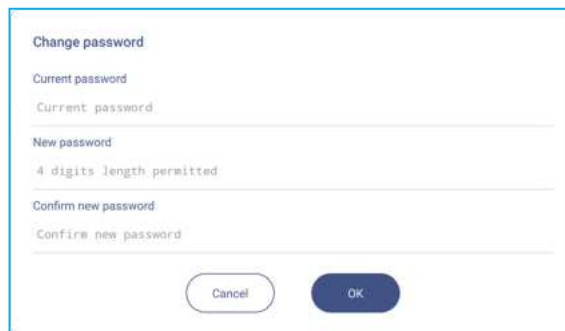 Change password
Current password
Current password
New password
4 digits length permitted
Confirm new password
Confirm new password
Cancel OK